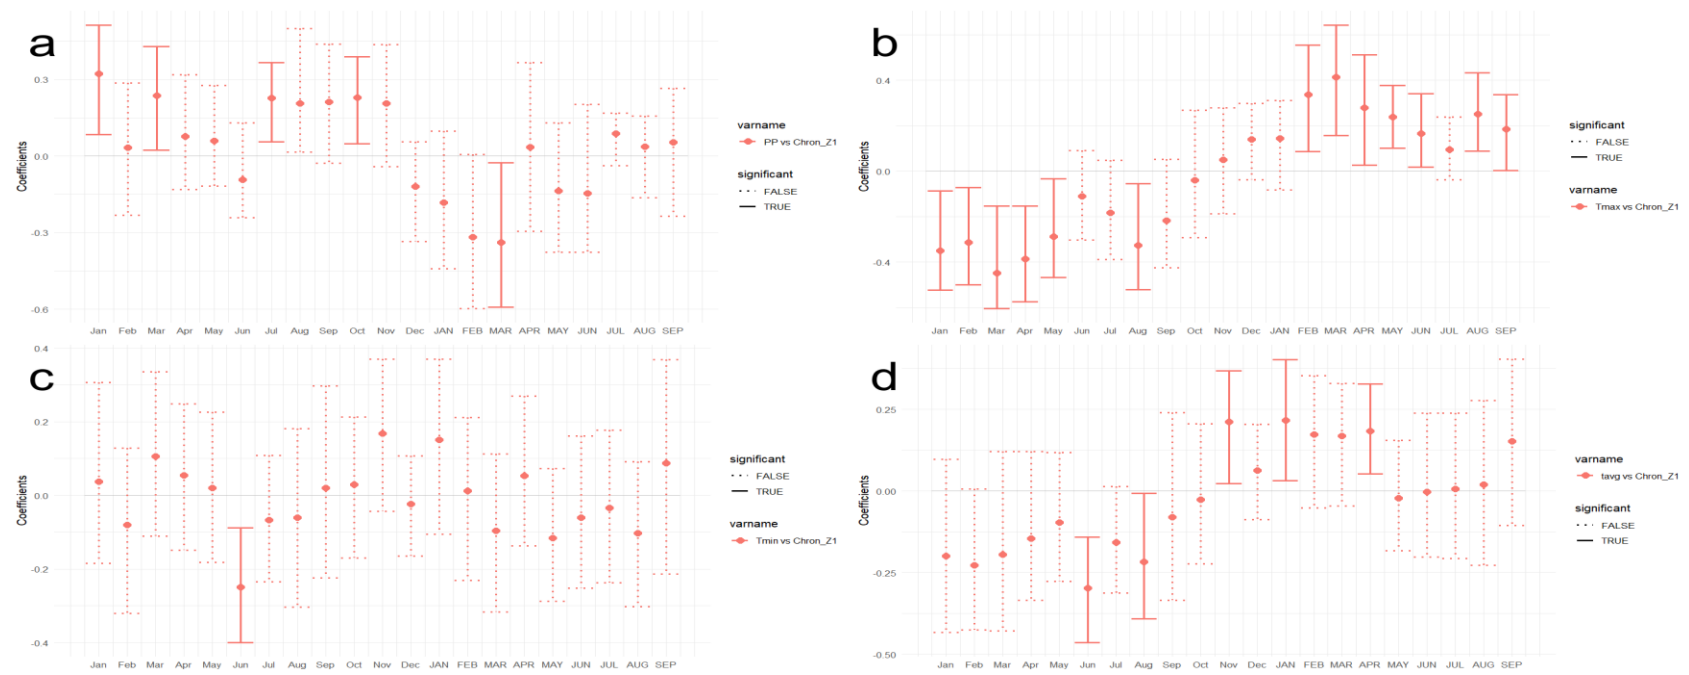 a
Coefficients
0.3
0.0
-0.3
-0.6
Jan Feb Mar Apr May Jun Jul Aug Sep Oct Nov Dec JAN FEB MAR APR MAY JUN JUL AUG SEP
varname
PP vs Chron_Z1
significant
FALSE
TRUE
b
Coefficients
0.4
0.0
-0.4
Jan Feb Mar Apr May Jun Jul Aug Sep Oct Nov Dec JAN FEB MAR APR MAY JUN JUL AUG SEP
significant
FALSE
TRUE
varname
Tmax vs Chron_Z1
c
Coefficients
0.4
0.2
0.0
-0.2
-0.4
Jan Feb Mar Apr May Jun Jul Aug Sep Oct Nov Dec JAN FEB MAR APR MAY JUN JUL AUG SEP
significant
FALSE
TRUE
varname
Tmin vs Chron_Z1
d
Coefficients
0.25
0.00
-0.25
-0.50
Jan Feb Mar Apr May Jun Jul Aug Sep Oct Nov Dec JAN FEB MAR APR MAY JUN JUL AUG SEP
varname
tavg vs Chron_Z1
significant
FALSE
TRUE